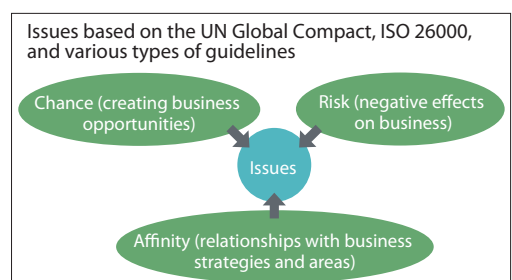 Issues based on the UN Global Compact, ISO 26000,
and various types of guidelines
Chance (creating business
opportunities)
Risk (negative effects
on business)
Issues
Affinity (relationships with business
strategies and areas)